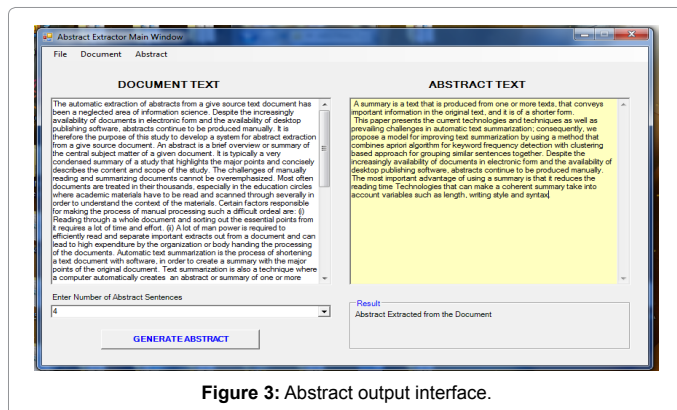 Abstract Extractor Main Window
File Document Abstract
DOCUMENT TEXT
The automatic extraction of abstracts from a give source text document has
been a neglected area of information science. Despite the increasingly
availability of documents in electronic form and the availability of desktop
publishing software, abstracts continue to be produced manually. It is
therefore the purpose of this study to develop a system for abstract extraction
from a give source document. An abstract is a brief overview or summary of
the central subject matter of a given document. It is typically a very
condensed summary of a study that highlights the major points and concisely
describes the content and scope of the study. The challenges of manually
reading and summarizing documents cannot be overemphasized. Most often
documents are treated in their thousands, especially in the education circles
where academic materials have to be read and scanned through severally in
order to understand the context of the materials. Certain factors responsible
for making the process of manual processing such a difficult ordeal are: (i)
Reading through a whole document and sorting out the essential points from
it requires a lot of time and effort. (ii) A lot of man power is required to
efficiently read and separate important extracts out from a document and can
lead to high expenditure by the organization or body handing the processing
of the documents. Automatic text summarization is the process of shortening
a text document with software, in order to create a summary with the major
points of the original document. Text summarization is also a technique where
a computer automatically creates an abstract or summary of one or more
Enter Number of Abstract Sentences
4
GENERATE ABSTRACT
ABSTRACT TEXT
A summary is a text that is produced from one or more texts, that conveys
important information in the original text, and it is of a shorter form.
This paper presents the current technologies and techniques as well as
prevailing challenges in automatic text summarization; consequently, we
propose a model for improving text summarization by using a method that
combines apriori algorithm for keyword frequency detection with clustering
based approach for grouping similar sentences together. Despite the
increasingly availability of documents in electronic form and the availability of
desktop publishing software, abstracts continue to be produced manually.
The most important advantage of using a summary is that it reduces the
reading time Technologies that can make a coherent summary take into
account variables such as length, writing style and syntax
Result
Abstract Extracted from the Document
Figure 3: Abstract output interface.